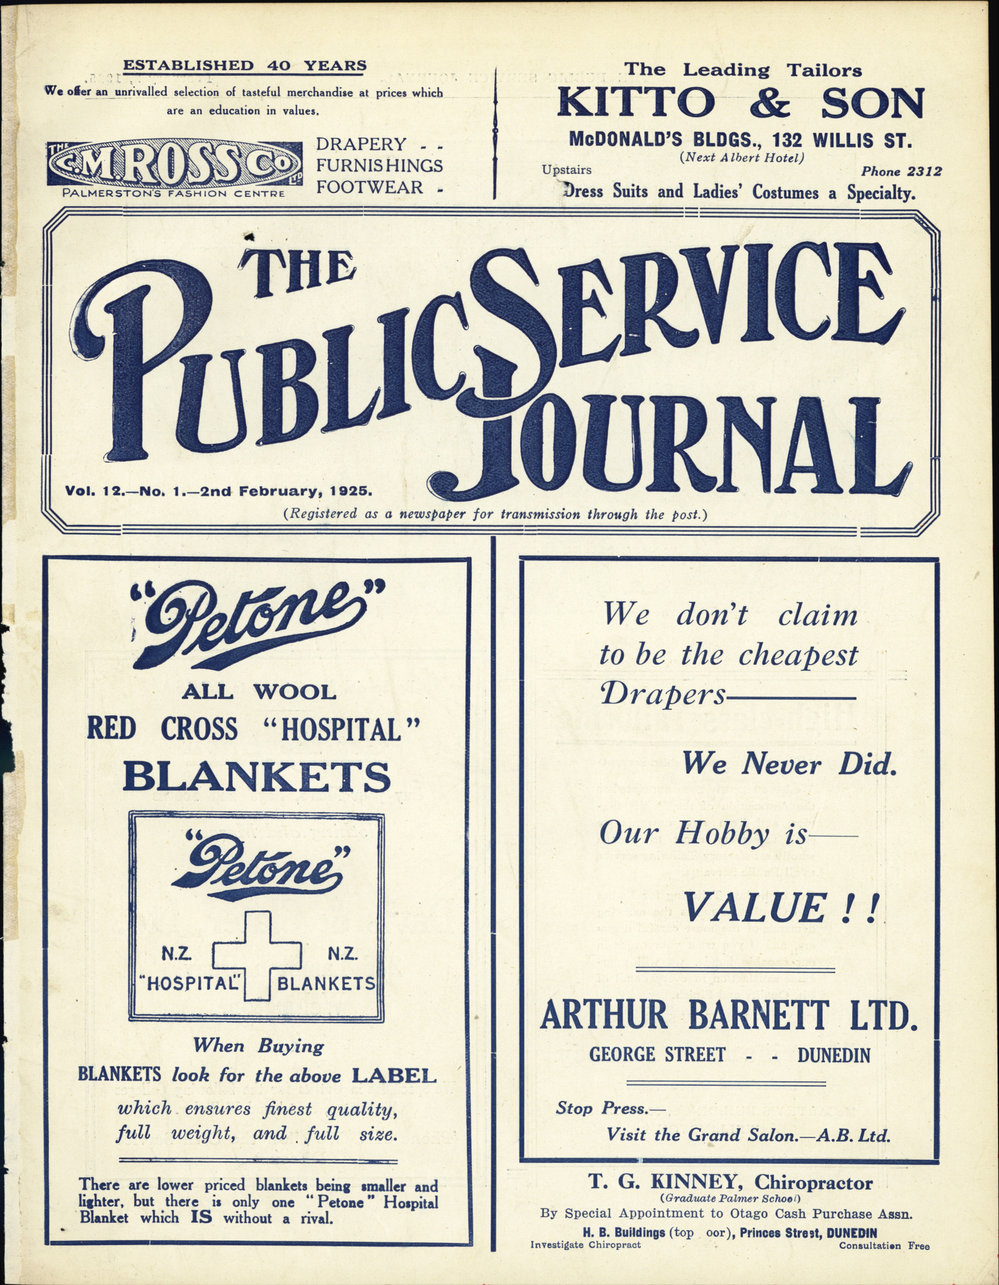 ESTABLISHED 40 YEARS
We offer an unrivalled selection of tasteful merchandise at prices which
are an education in values.
THE
C.M. ROSS Co LTD
PALMERSTON'S FASHION CENTRE
DRAPERY - -
FURNISHINGS
FOOTWEAR -
The Leading Tailors
KITTO & SON
McDONALD'S BLDGS., 132 WILLIS ST.
(Next Albert Hotel)
Upstairs Phone 2312
Dress Suits and Ladies' Costumes a Specialty.
THE
PUBLIC SERVICE
JOURNAL
Vol. 12.—No. 1.—2nd February, 1925.
(Registered as a newspaper for transmission through the post.)
"Petone"
ALL WOOL
RED CROSS "HOSPITAL"
BLANKETS
"Petone"
N.Z. N.Z.
"HOSPITAL" BLANKETS
When Buying
BLANKETS look for the above LABEL
which ensures finest quality,
full weight, and full size.
There are lower priced blankets being smaller and
lighter, but there is only one "Petone" Hospital
Blanket which IS without a rival.
We don't claim
to be the cheapest
Drapers—
We Never Did.
Our Hobby is—
VALUE ! !
ARTHUR BARNETT LTD.
GEORGE STREET - - DUNEDIN
Stop Press.—
Visit the Grand Salon.—A.B. Ltd.
T. G. KINNEY, Chiropractor
(Graduate Palmer School)
By Special Appointment to Otago Cash Purchase Assn.
H. B. Buildings (top oor), Princes Street, DUNEDIN
Investigate Chiropract Consultation Free